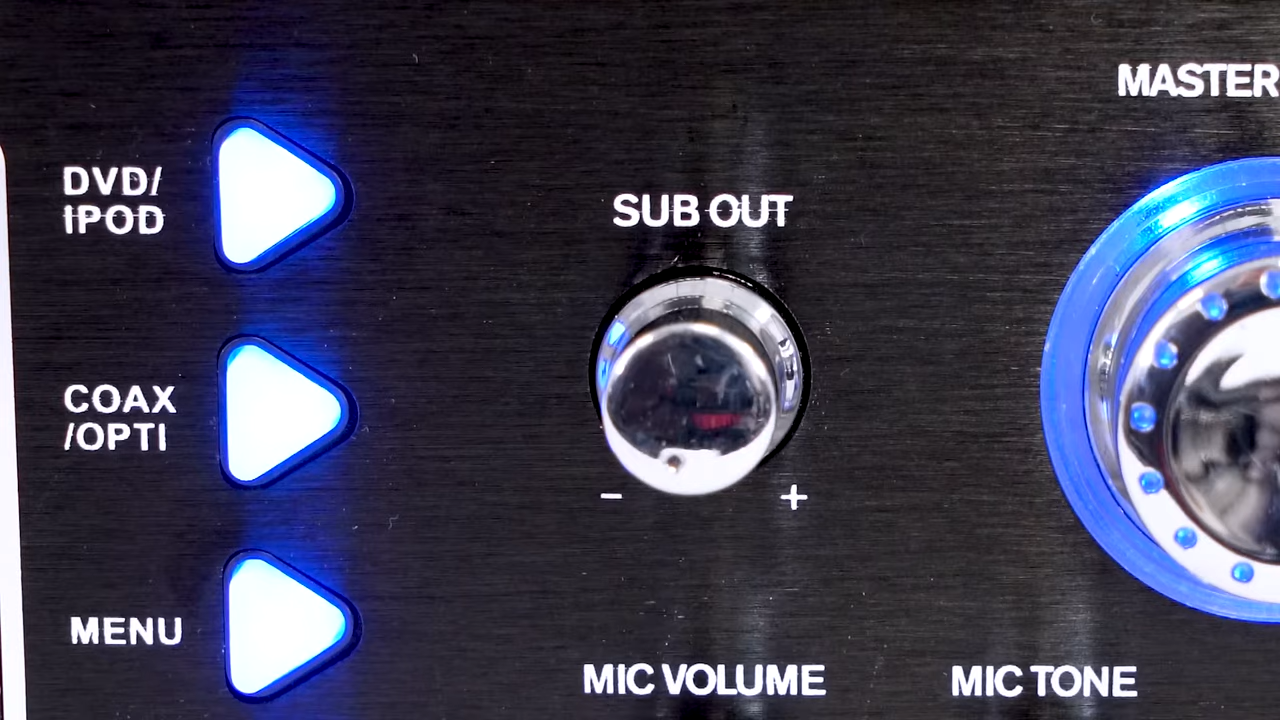 MASTER
DVD/
IPOD
SUB OUT
COAX
/OPTI
- +
MENU
MIC VOLUME
MIC TONE